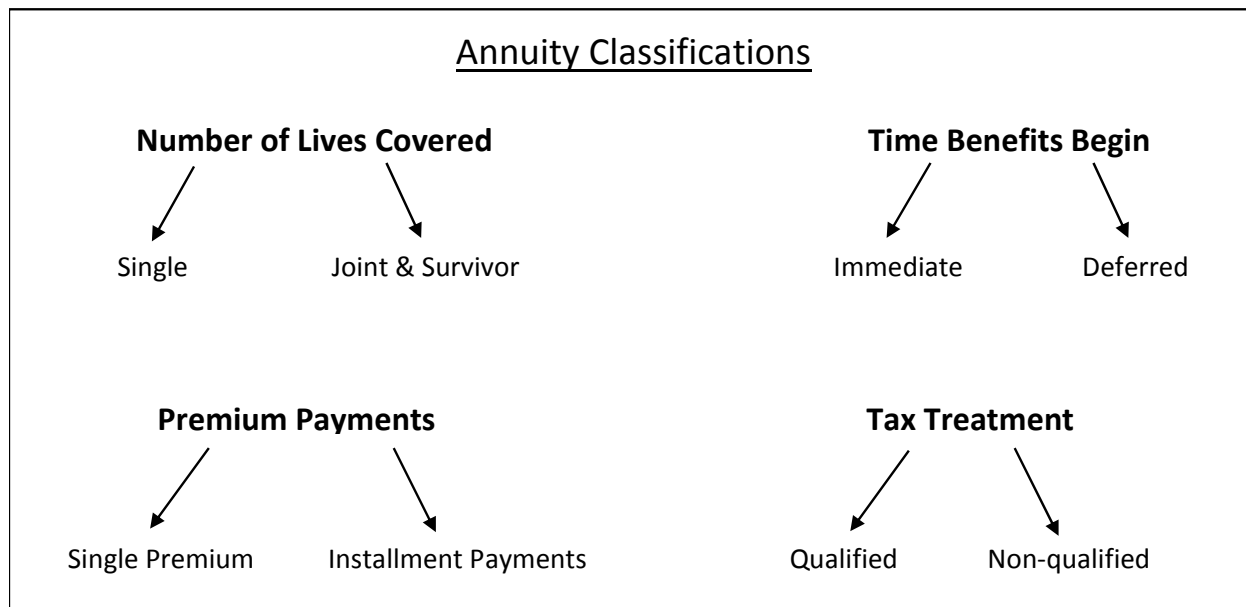 Annuity Classifications
Number of Lives Covered
Time Benefits Begin
Single
Joint & Survivor
Immediate
Deferred
Premium Payments
Tax Treatment
Single Premium
Installment Payments
Qualified
Non-qualified